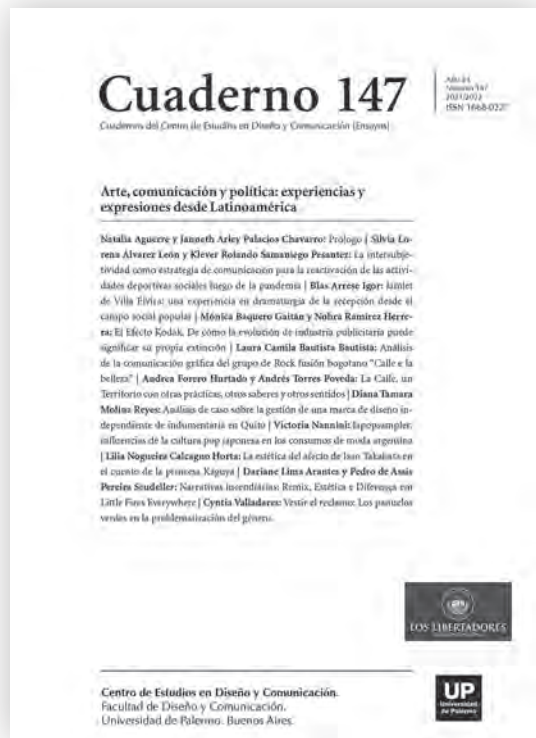 Cuaderno 147
Cuadernos del Centro de Estudios en Diseño y Comunicación [Ensayos]
2021/2022
Arte, comunicación y política: experiencias y
expresiones desde Latinoamérica
Natalia Aguerre y Janneth Arley Palacios Chavarro: Prólogo | Silvia Lo-
rena Álvarez León y Klever Rolando Samaniego Pesantez: La intersubje-
tividad como estrategia de comunicación para la reactivación de las activi-
dades deportivas sociales luego de la pandemia | Blas Arrese Igor: Hamlet
de Villa Elvira: una experiencia en dramaturgia de la recepción desde el
campo social popular | Mónica Baquero Gaitán y Nohra Ramírez Herre-
ra: El Efecto Kodak. De cómo la evolución de industria publicitaria puede
significar su propia extinción | Laura Camila Bautista Bautista: Análisis
de la comunicación gráfica del grupo de Rock fusión bogotano "Calle e la
belleza" | Andrea Forero Hurtado y Andrés Torres Poveda: La Calle, un
Territorio con otras prácticas, otros saberes y otros sentidos | Diana Tamara
Molina Reyes: Análisis de caso sobre la gestión de una marca de diseño in-
dependiente de indumentaria en Quito | Victoria Nannini: Japopsampler:
influencias de la cultura pop japonesa en los consumos de moda argentina
| Lilia Nogueira Calcagno Horta: La estética del afecto de Isao Takahata en
el cuento de la princesa Kaguya | Dariane Lima Arantes y Pedro de Assis
Pereira Scudeller: Narrativas incendiárias: Remix, Estética e Diferença em
Little Fires Everywhere | Cyntia Valladares: Vestir el reclamo: Los pañuelos
verdes en la problematización del género.
LOS LIBERTADORES
Centro de Estudios en Diseño y Comunicación.
Facultad de Diseño y Comunicación.
Universidad de Palermo. Buenos Aires.
UP
Universidad
de Palermo